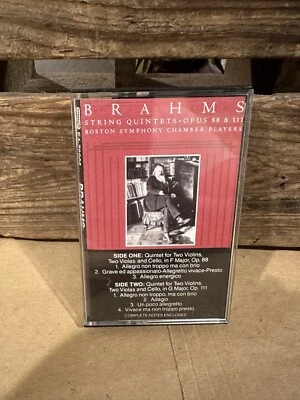 BRAHMS
STRING QUINTETS • OPUS 88 & 111
BOSTON SYMPHONY CHAMBER PLAYERS
SIDE ONE: Quintet for Two Violins,
Two Violas and Cello, in F Major, Op. 88
1. Allegro non troppo ma con brio
2. Grave ed appassionato-Allegretto vivace-Presto
3. Allegro energico
SIDE TWO: Quintet for Two Violins,
Two Violas and Cello, in G Major, Op. 111
1. Allegro non troppo, ma con brio
2. Adagio
3. Un poco allegretto
4. Vivace ma non troppo presto
COMPLETE NOTES ENCLOSED
BRAHMS